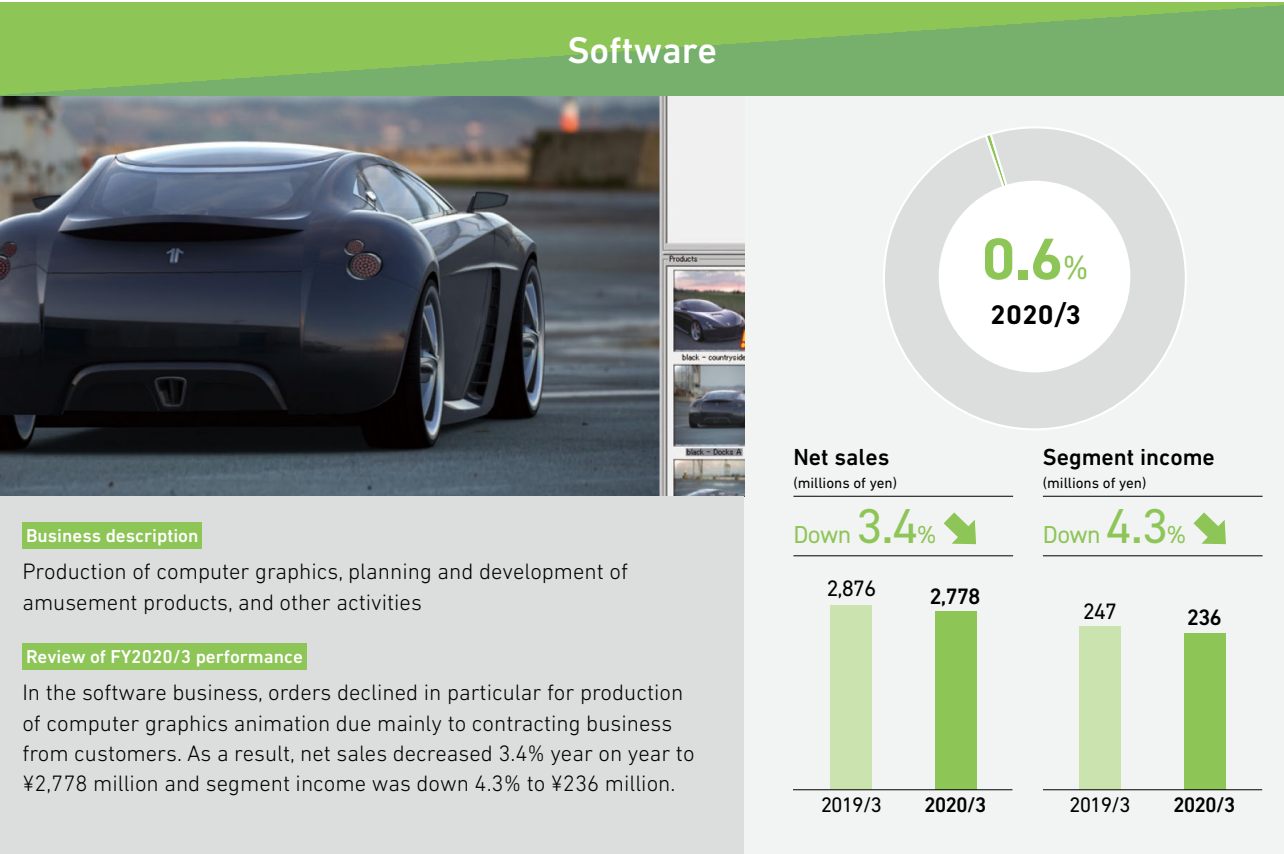 Software
Products
black - countryside
black - Docks A
0.6%
2020/3
Net sales
(millions of yen)
Down 3.4%
2,876
2,778
2019/3
2020/3
Segment income
(millions of yen)
Down 4.3%
247
236
2019/3
2020/3
Business description
Production of computer graphics, planning and development of
amusement products, and other activities
Review of FY2020/3 performance
In the software business, orders declined in particular for production
of computer graphics animation due mainly to contracting business
from customers. As a result, net sales decreased 3.4% year on year to
¥2,778 million and segment income was down 4.3% to ¥236 million.